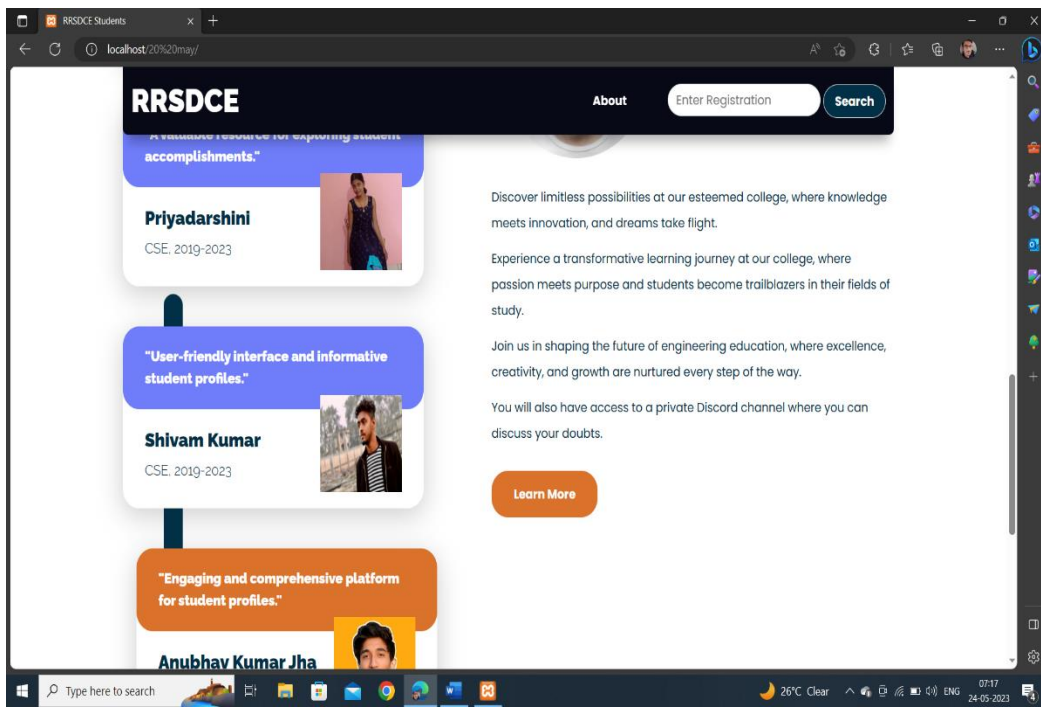 RRSDCE Students
localhost/20%20may/
RRSDCE
About
Enter Registration
Search
"A valuable resource for exploring student
accomplishments."
Priyadarshini
CSE, 2019-2023
"User-friendly interface and informative
student profiles."
Shivam Kumar
CSE, 2019-2023
"Engaging and comprehensive platform
for student profiles."
Anubhav Kumar Jha
Discover limitless possibilities at our esteemed college, where knowledge
meets innovation, and dreams take flight.
Experience a transformative learning journey at our college, where
passion meets purpose and students become trailblazers in their fields of
study.
Join us in shaping the future of engineering education, where excellence,
creativity, and growth are nurtured every step of the way.
You will also have access to a private Discord channel where you can
discuss your doubts.
Learn More
Type here to search
26°C Clear
ENG
07:17
24-05-2023
4